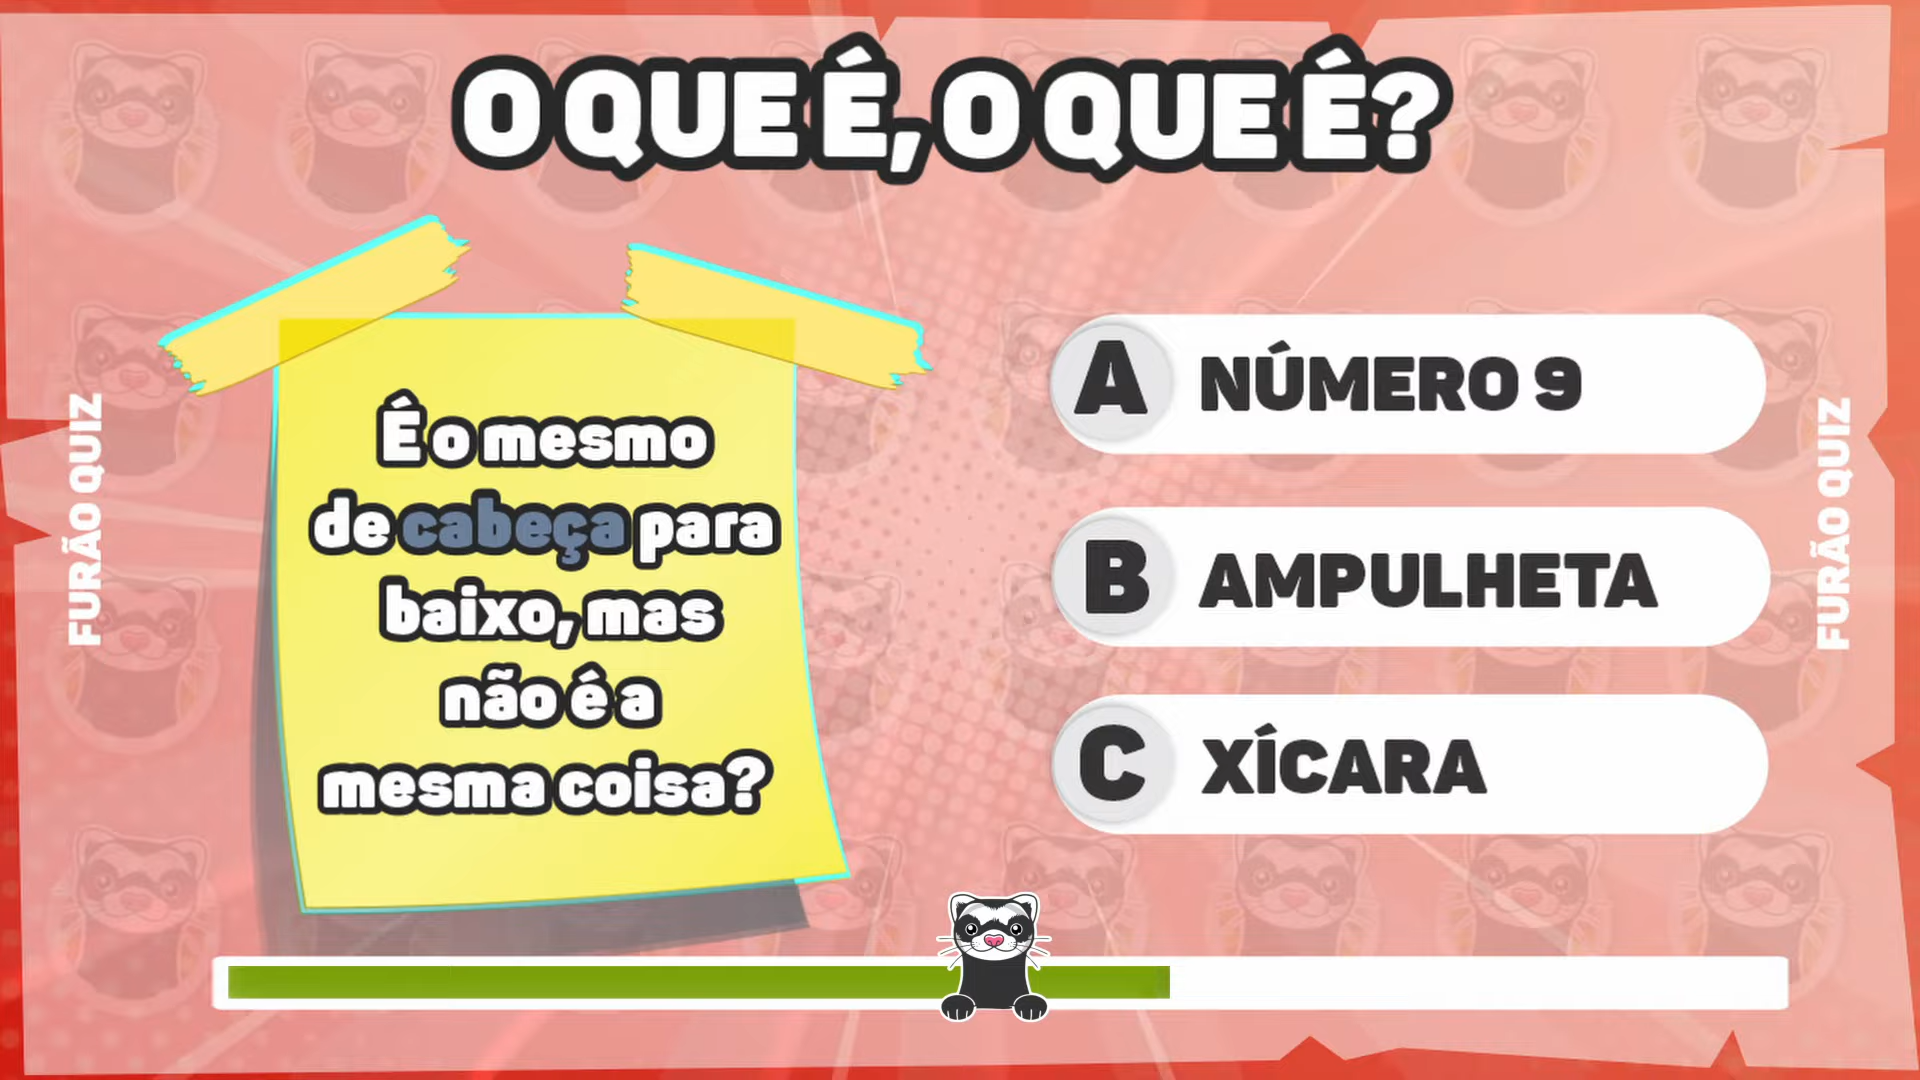 O QUE É, O QUE É?
É o mesmo
de cabeça para
baixo, mas
não é a
mesma coisa?
A NÚMERO 9
B AMPULHETA
C XÍCARA
FURÃO QUIZ
FURÃO QUIZ